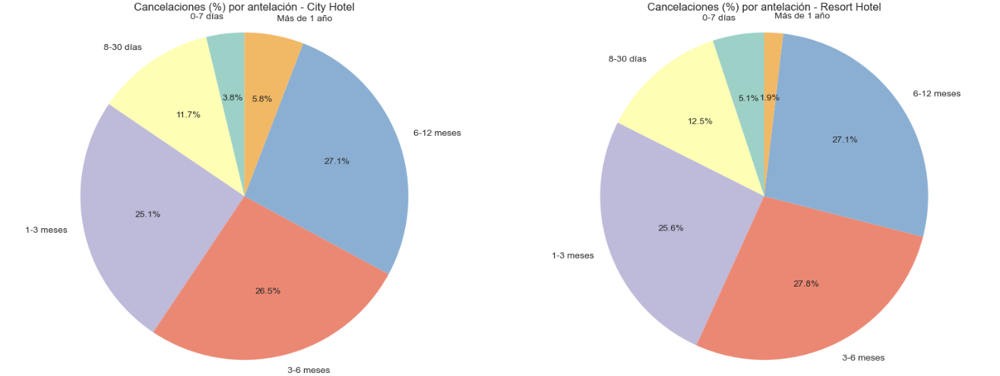 Cancelaciones (%) por antelación - City Hotel
0-7 días
Más de 1 año
8-30 días
6-12 meses
1-3 meses
3-6 meses
3.8%
5.8%
11.7%
27.1%
25.1%
26.5%
Cancelaciones (%) por antelación - Resort Hotel
0-7 días
Más de 1 año
8-30 días
6-12 meses
1-3 meses
3-6 meses
5.1%
1.9%
12.5%
27.1%
25.6%
27.8%